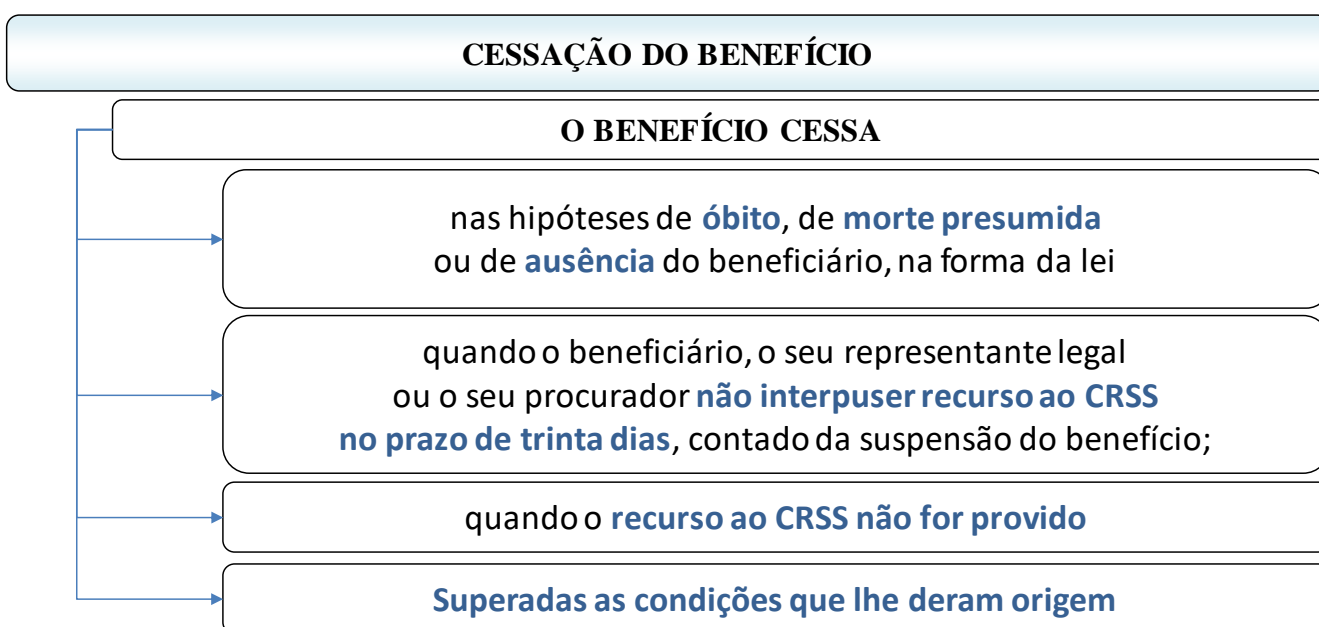 CESSAÇÃO DO BENEFÍCIO
O BENEFÍCIO CESSA
nas hipóteses de óbito, de morte presumida
ou de ausência do beneficiário, na forma da lei
quando o beneficiário, o seu representante legal
ou o seu procurador não interpuser recurso ao CRSS
no prazo de trinta dias, contado da suspensão do benefício;
quando o recurso ao CRSS não for provido
Superadas as condições que lhe deram origem